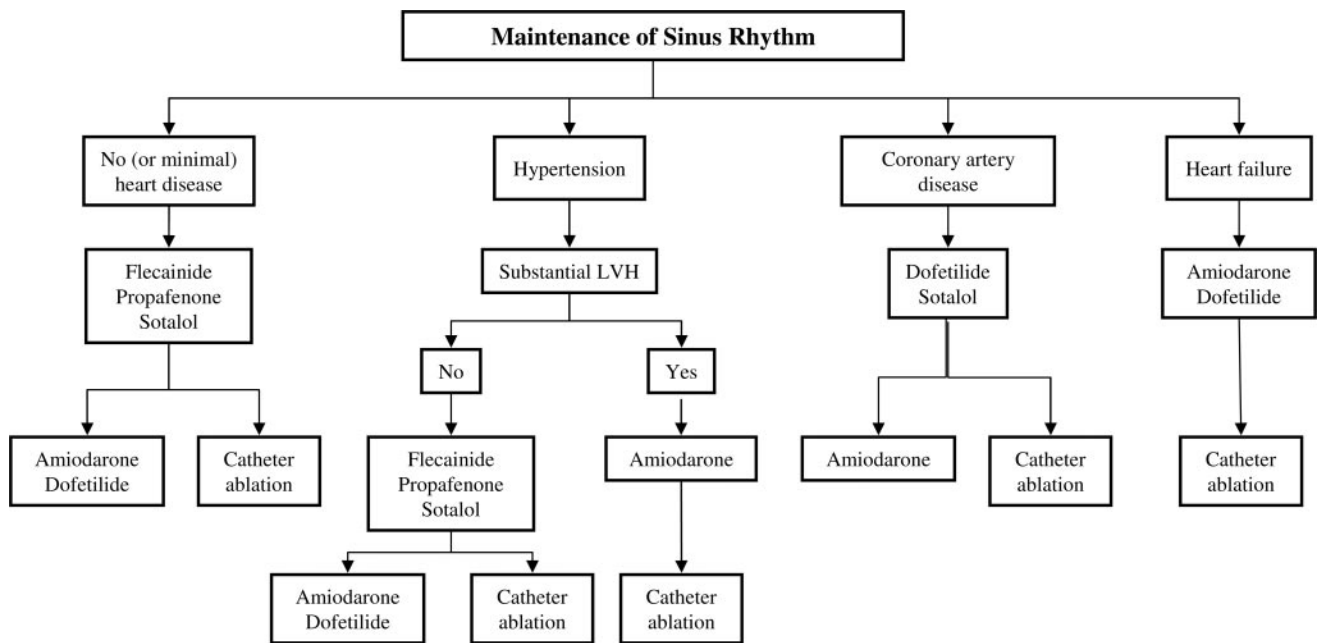 Maintenance of Sinus Rhythm
No (or minimal)
heart disease
Hypertension
Coronary artery
disease
Heart failure
Flecainide
Propafenone
Sotalol
Substantial LVH
Dofetilide
Sotalol
Amiodarone
Dofetilide
No
Yes
Amiodarone
Dofetilide
Catheter
ablation
Flecainide
Propafenone
Sotalol
Amiodarone
Amiodarone
Catheter
ablation
Catheter
ablation
Amiodarone
Dofetilide
Catheter
ablation
Catheter
ablation